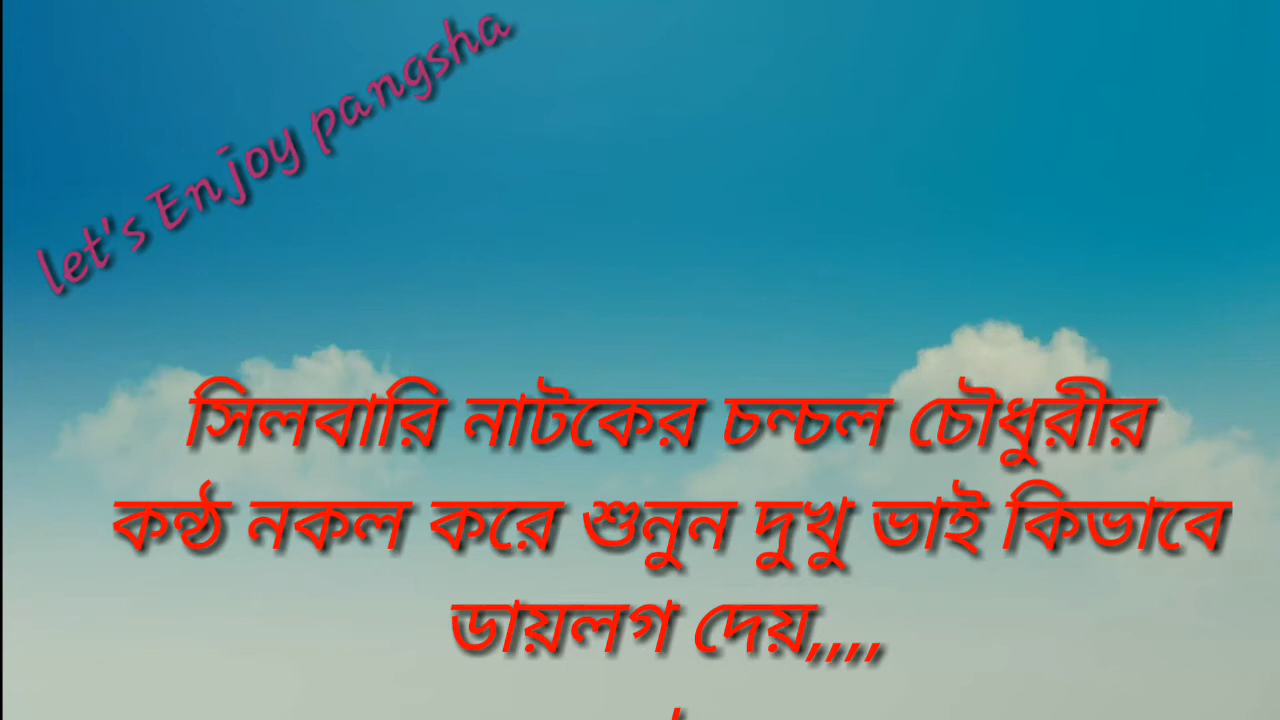 let's Enjoy pangsha
সিলবারি নাটকের চন্চল চৌধুরীর
কন্ঠ নকল করে শুনুন দুখু ভাই কিভাবে
ডায়লগ দেয়,,,,